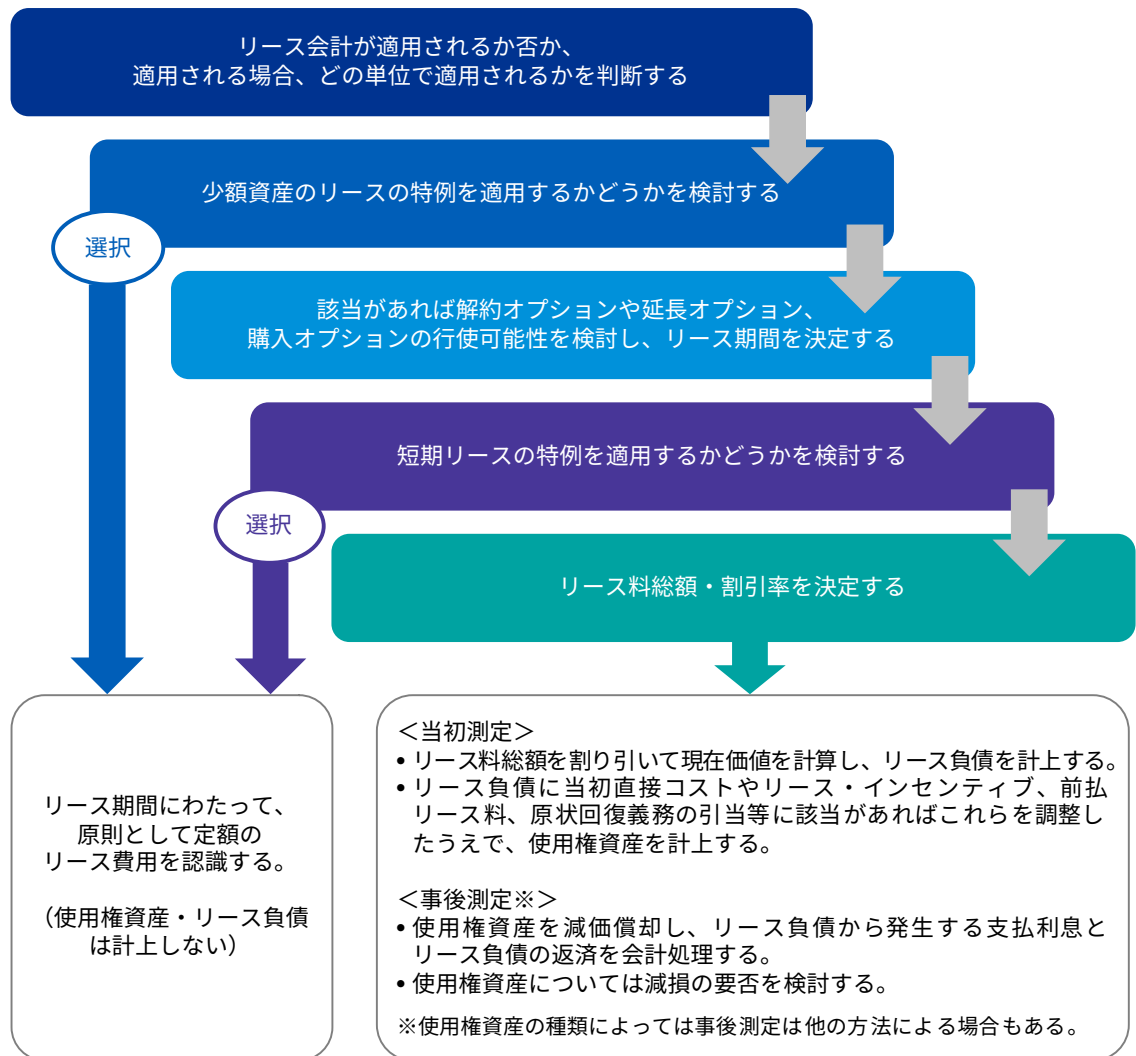 リース会計が適用されるか否か、
適用される場合、どの単位で適用されるかを判断する
少額資産のリースの特例を適用するかどうかを検討する
選択
該当があれば解約オプションや延長オプション、
購入オプションの行使可能性を検討し、リース期間を決定する
短期リースの特例を適用するかどうかを検討する
選択
リース料総額・割引率を決定する
リース期間にわたって、
原則として定額の
リース費用を認識する。
（使用権資産・リース負債
は計上しない）
＜当初測定＞
• リース料総額を割り引いて現在価値を計算し、リース負債を計上する。
• リース負債に当初直接コストやリース・インセンティブ、前払
リース料、原状回復義務の引当等に該当があればこれらを調整し
たうえで、使用権資産を計上する。
＜事後測定※＞
• 使用権資産を減価償却し、リース負債から発生する支払利息と
リース負債の返済を会計処理する。
• 使用権資産については減損の要否を検討する。
※使用権資産の種類によっては事後測定は他の方法による場合もある。